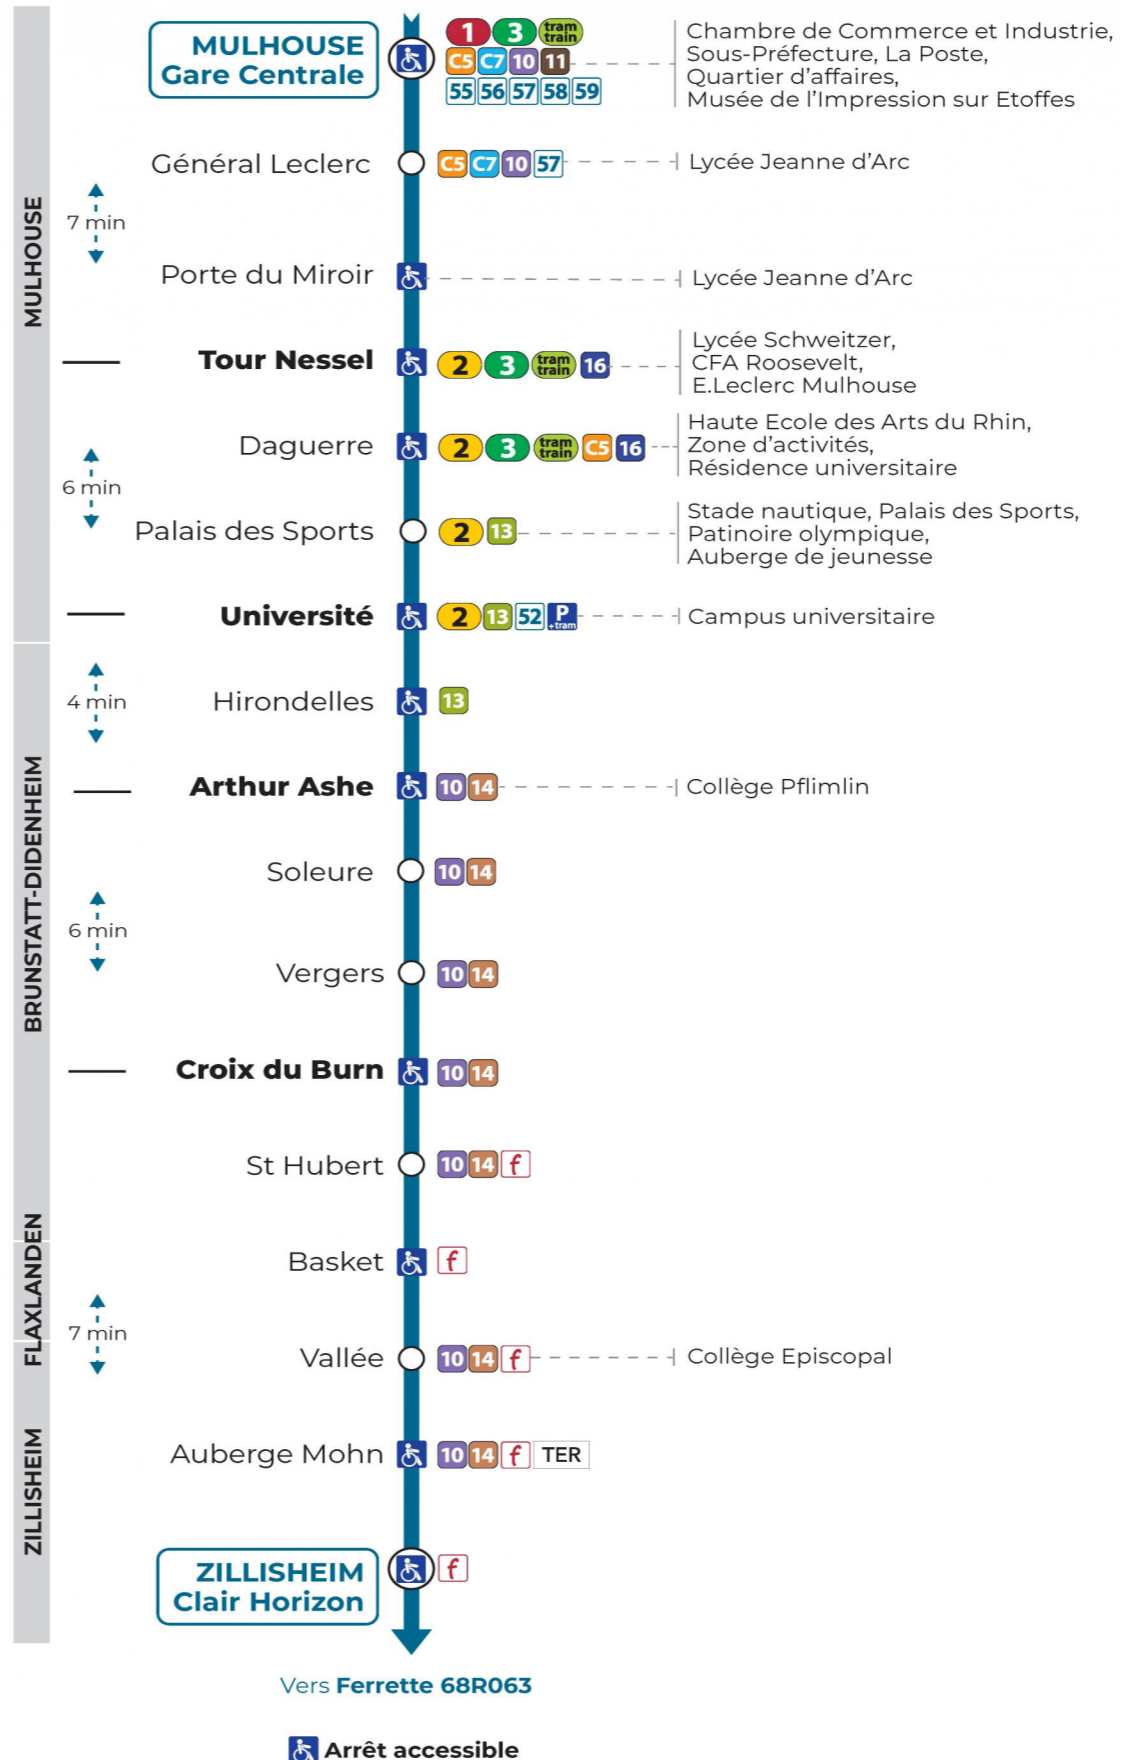 MULHOUSE
Gare Centrale
1 3 tram train
C5 C7 10 11
55 56 57 58 59
Chambre de Commerce et Industrie,
Sous-Préfecture, La Poste,
Quartier d'affaires,
Musée de l'Impression sur Etoffes
MULHOUSE
Général Leclerc
C5 C7 10 57
Lycée Jeanne d'Arc
7 min
Porte du Miroir
Lycée Jeanne d'Arc
Tour Nessel
2 3 tram train 16
Lycée Schweitzer,
CFA Roosevelt,
E.Leclerc Mulhouse
Daguerre
2 3 tram train C5 16
Haute Ecole des Arts du Rhin,
Zone d'activités,
Résidence universitaire
6 min
Palais des Sports
2 13
Stade nautique, Palais des Sports,
Patinoire olympique,
Auberge de jeunesse
Université
2 13 52 P +tram
Campus universitaire
BRUNSTATT-DIDENHEIM
4 min
Hirondelles
13
Arthur Ashe
10 14
Collège Pflimlin
Soleure
10 14
6 min
Vergers
10 14
Croix du Burn
10 14
St Hubert
10 14 f
FLAXLANDEN
Basket
f
7 min
Vallée
10 14 f
Collège Episcopal
ZILLISHEIM
Auberge Mohn
10 14 f TER
ZILLISHEIM
Clair Horizon
f
Vers Ferrette 68R063
Arrêt accessible